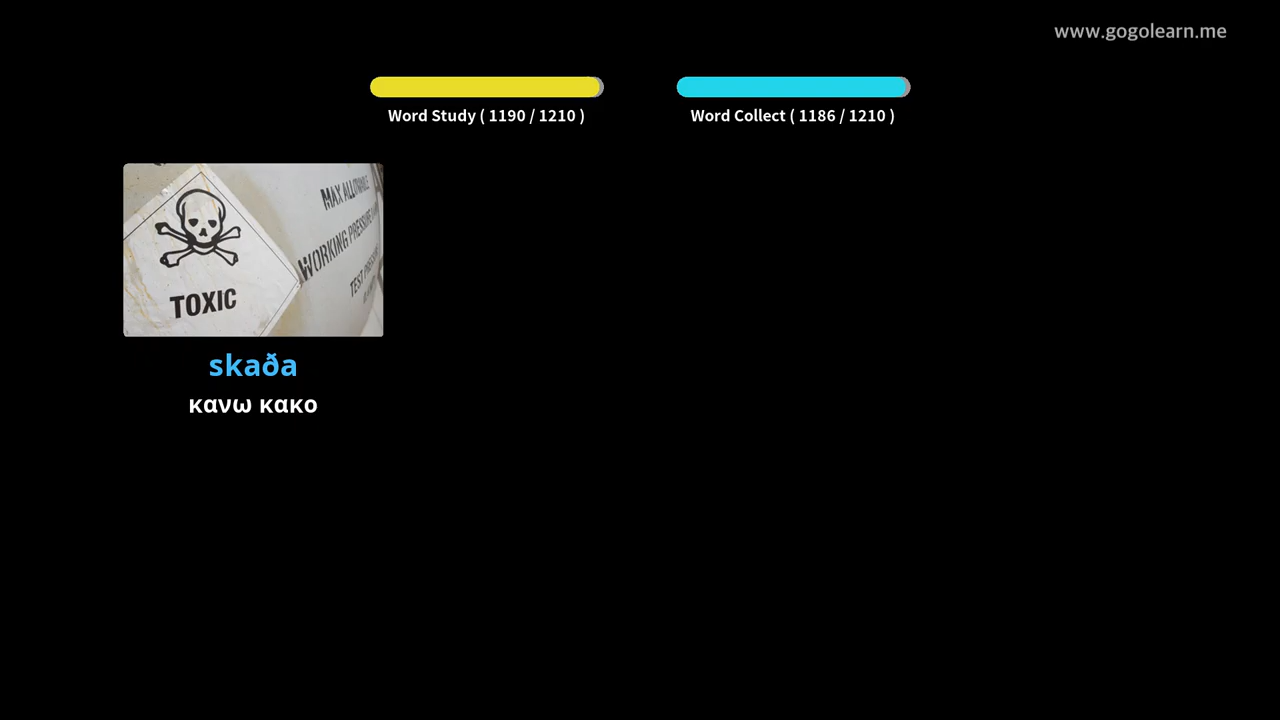 www.gogolearn.me
Word Study ( 1190 / 1210 )
Word Collect ( 1186 / 1210 )
MAX ALLOWABLE
WORKING PRESSURE
TEST
TOXIC
skaða
κανω κακο